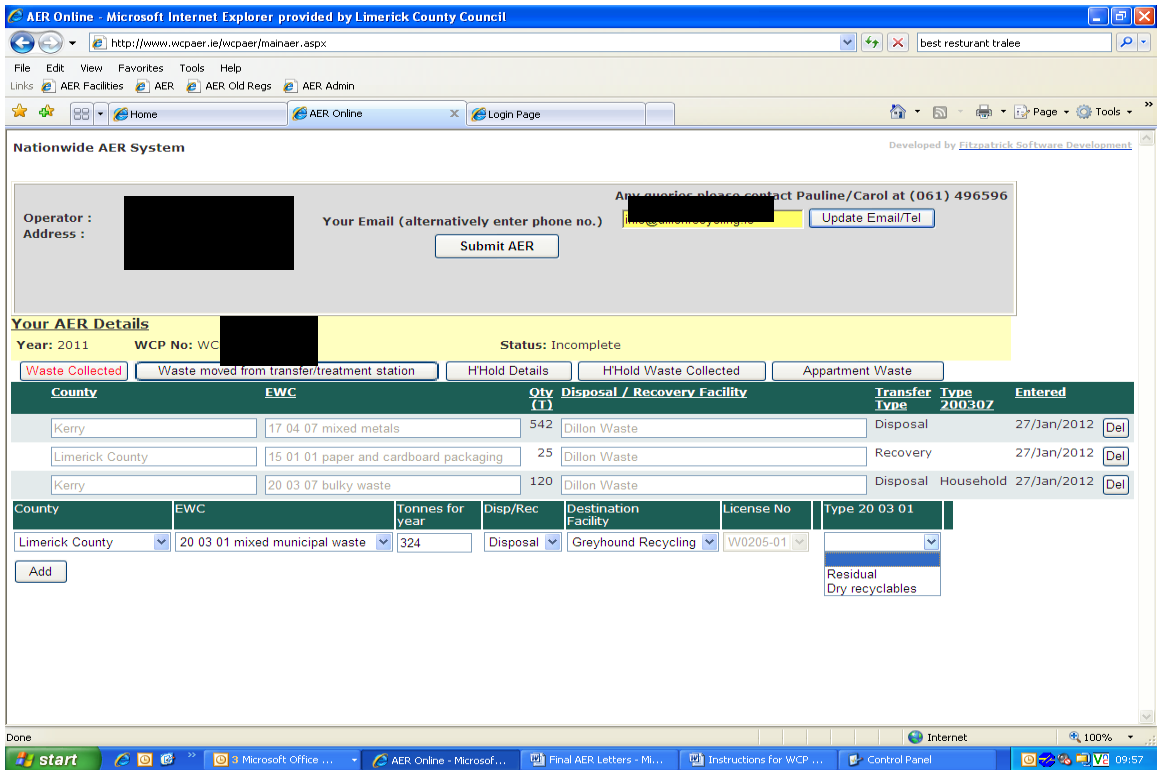 AER Online - Microsoft Internet Explorer provided by Limerick County Council
http://www.wcpaer.ie/wcpaer/mainaer.aspx
best resturant tralee
File Edit View Favorites Tools Help
Links AER Facilities AER AER Old Regs AER Admin
Home AER Online Login Page Page Tools
Nationwide AER System
Developed by Fitzpatrick Software Development
Any queries please contact Pauline/Carol at (061) 496596
Operator :
Address :
Your Email (alternatively enter phone no.)
Update Email/Tel
Submit AER
Your AER Details
Year: 2011 WCP No: WC Status: Incomplete
Waste Collected Waste moved from transfer/treatment station H'Hold Details H'Hold Waste Collected Appartment Waste
County EWC Qty (T) Disposal / Recovery Facility Transfer Type Type 200307 Entered
Kerry 17 04 07 mixed metals 542 Dillon Waste Disposal 27/Jan/2012 Del
Limerick County 15 01 01 paper and cardboard packaging 25 Dillon Waste Recovery 27/Jan/2012 Del
Kerry 20 03 07 bulky waste 120 Dillon Waste Disposal Household 27/Jan/2012 Del
County EWC Tonnes for year Disp/Rec Destination Facility License No Type 20 03 01
Limerick County 20 03 01 mixed municipal waste 324 Disposal Greyhound Recycling W0205-01
Add
Residual
Dry recyclables
Done Internet 100%
start 3 Microsoft Office ... AER Online - Microsof... Final AER Letters - Mi... Instructions for WCP ... Control Panel 09:57